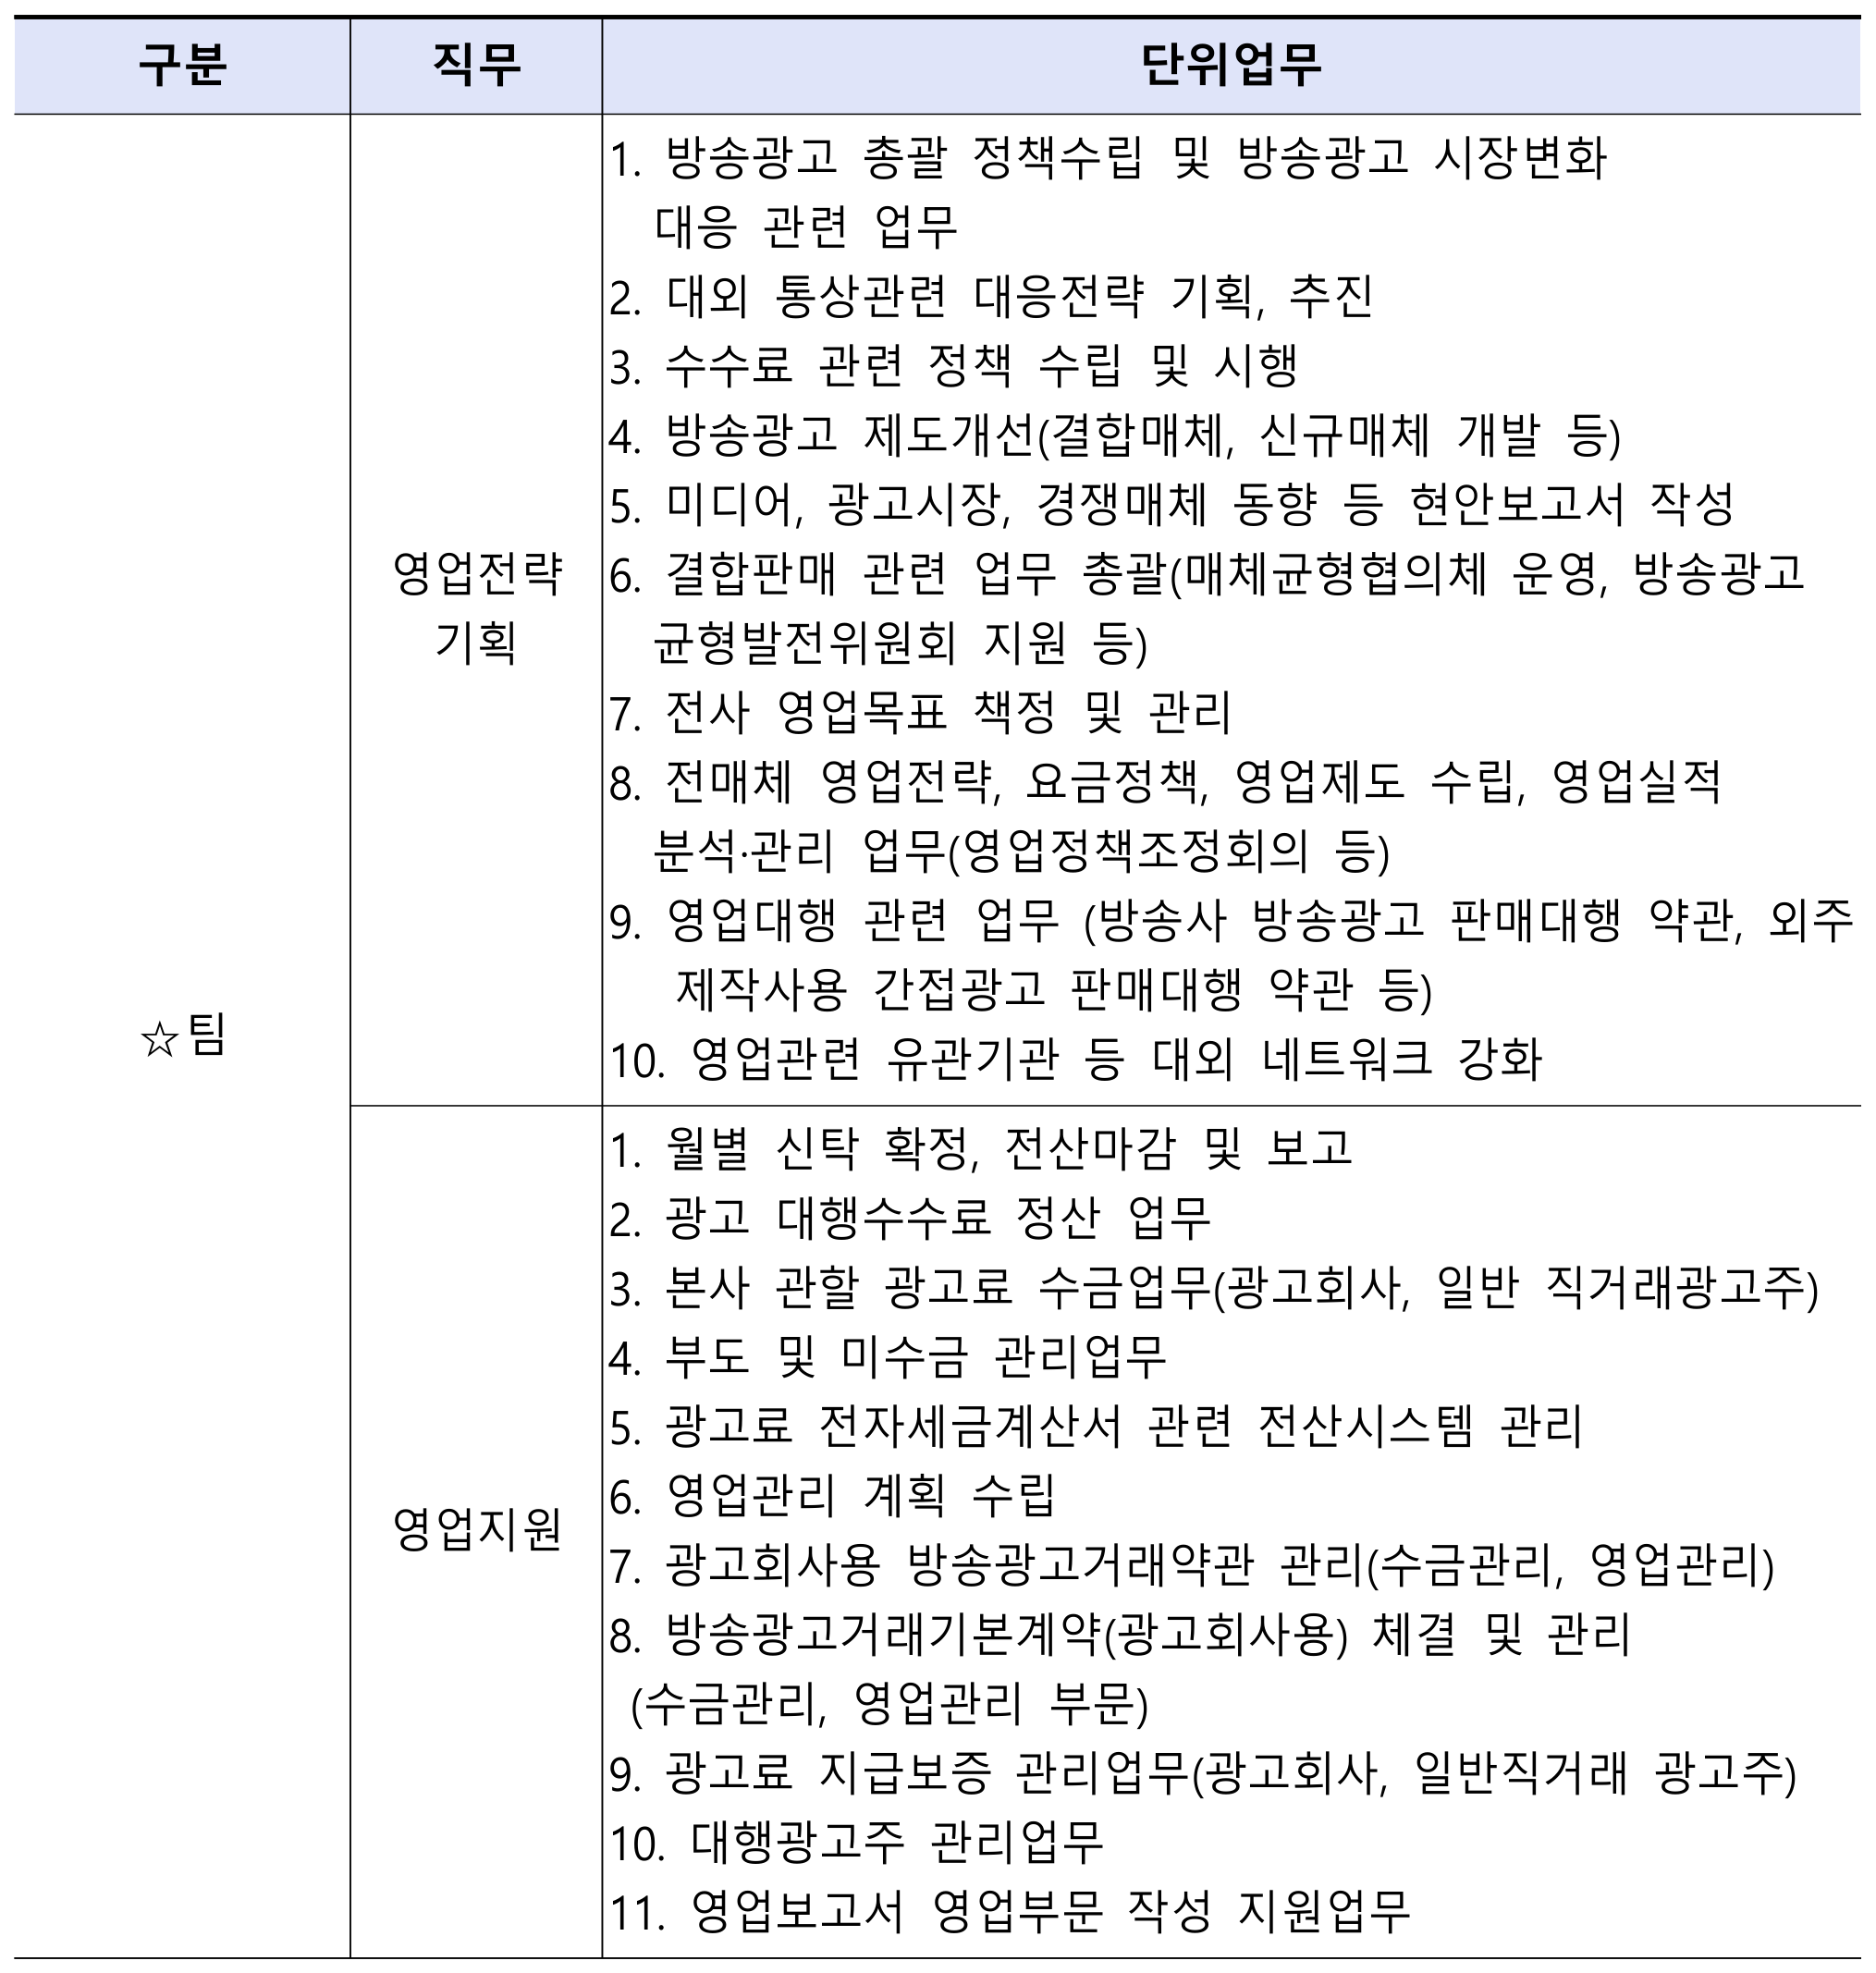 구분 직무 단위업무
1. 방송광고 총괄 정책수립 및 방송광고 시장변화
대응 관련 업무
2. 대외 통상관련 대응전략 기획, 추진
3. 수수료 관련 정책 수립 및 시행
4. 방송광고 제도개선(결합매체, 신규매체 개발 등)
5. 미디어, 광고시장, 경쟁매체 동향 등 현안보고서 작성
영업전략
기획
6. 결합판매 관련 업무 총괄(매체균형협의체 운영, 방송광고
균형발전위원회 지원 등)
7. 전사 영업목표 책정 및 관리
8. 전매체 영업전략, 요금정책, 영업제도 수립, 영업실적
분석·관리 업무(영업정책조정회의 등)
9. 영업대행 관련 업무 (방송사 방송광고 판매대행 약관, 외주
제작사용 간접광고 판매대행 약관 등)
☆팀
10. 영업관련 유관기관 등 대외 네트워크 강화
1. 월별 신탁 확정, 전산마감 및 보고
2. 광고 대행수수료 정산 업무
3. 본사 관할 광고료 수금업무(광고회사, 일반 직거래광고주)
4. 부도 및 미수금 관리업무
5. 광고료 전자세금계산서 관련 전산시스템 관리
6. 영업관리 계획 수립
영업지원
7. 광고회사용 방송광고거래약관 관리(수금관리, 영업관리)
8. 방송광고거래기본계약(광고회사용) 체결 및 관리
(수금관리, 영업관리 부문)
9. 광고료 지급보증 관리업무(광고회사, 일반직거래 광고주)
10. 대행광고주 관리업무
11. 영업보고서 영업부문 작성 지원업무